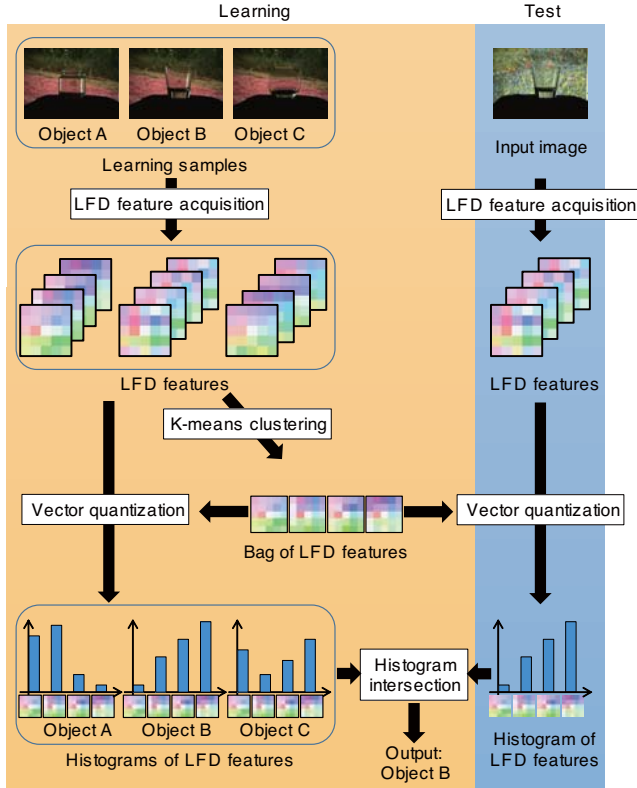 Learning
Test
Object A
Object B
Object C
Learning samples
Input image
LFD feature acquisition
LFD feature acquisition
LFD features
LFD features
K-means clustering
Vector quantization
Vector quantization
Bag of LFD features
Histogram
intersection
Object A
Object B
Object C
Histograms of LFD features
Output:
Object B
Histogram of
LFD features